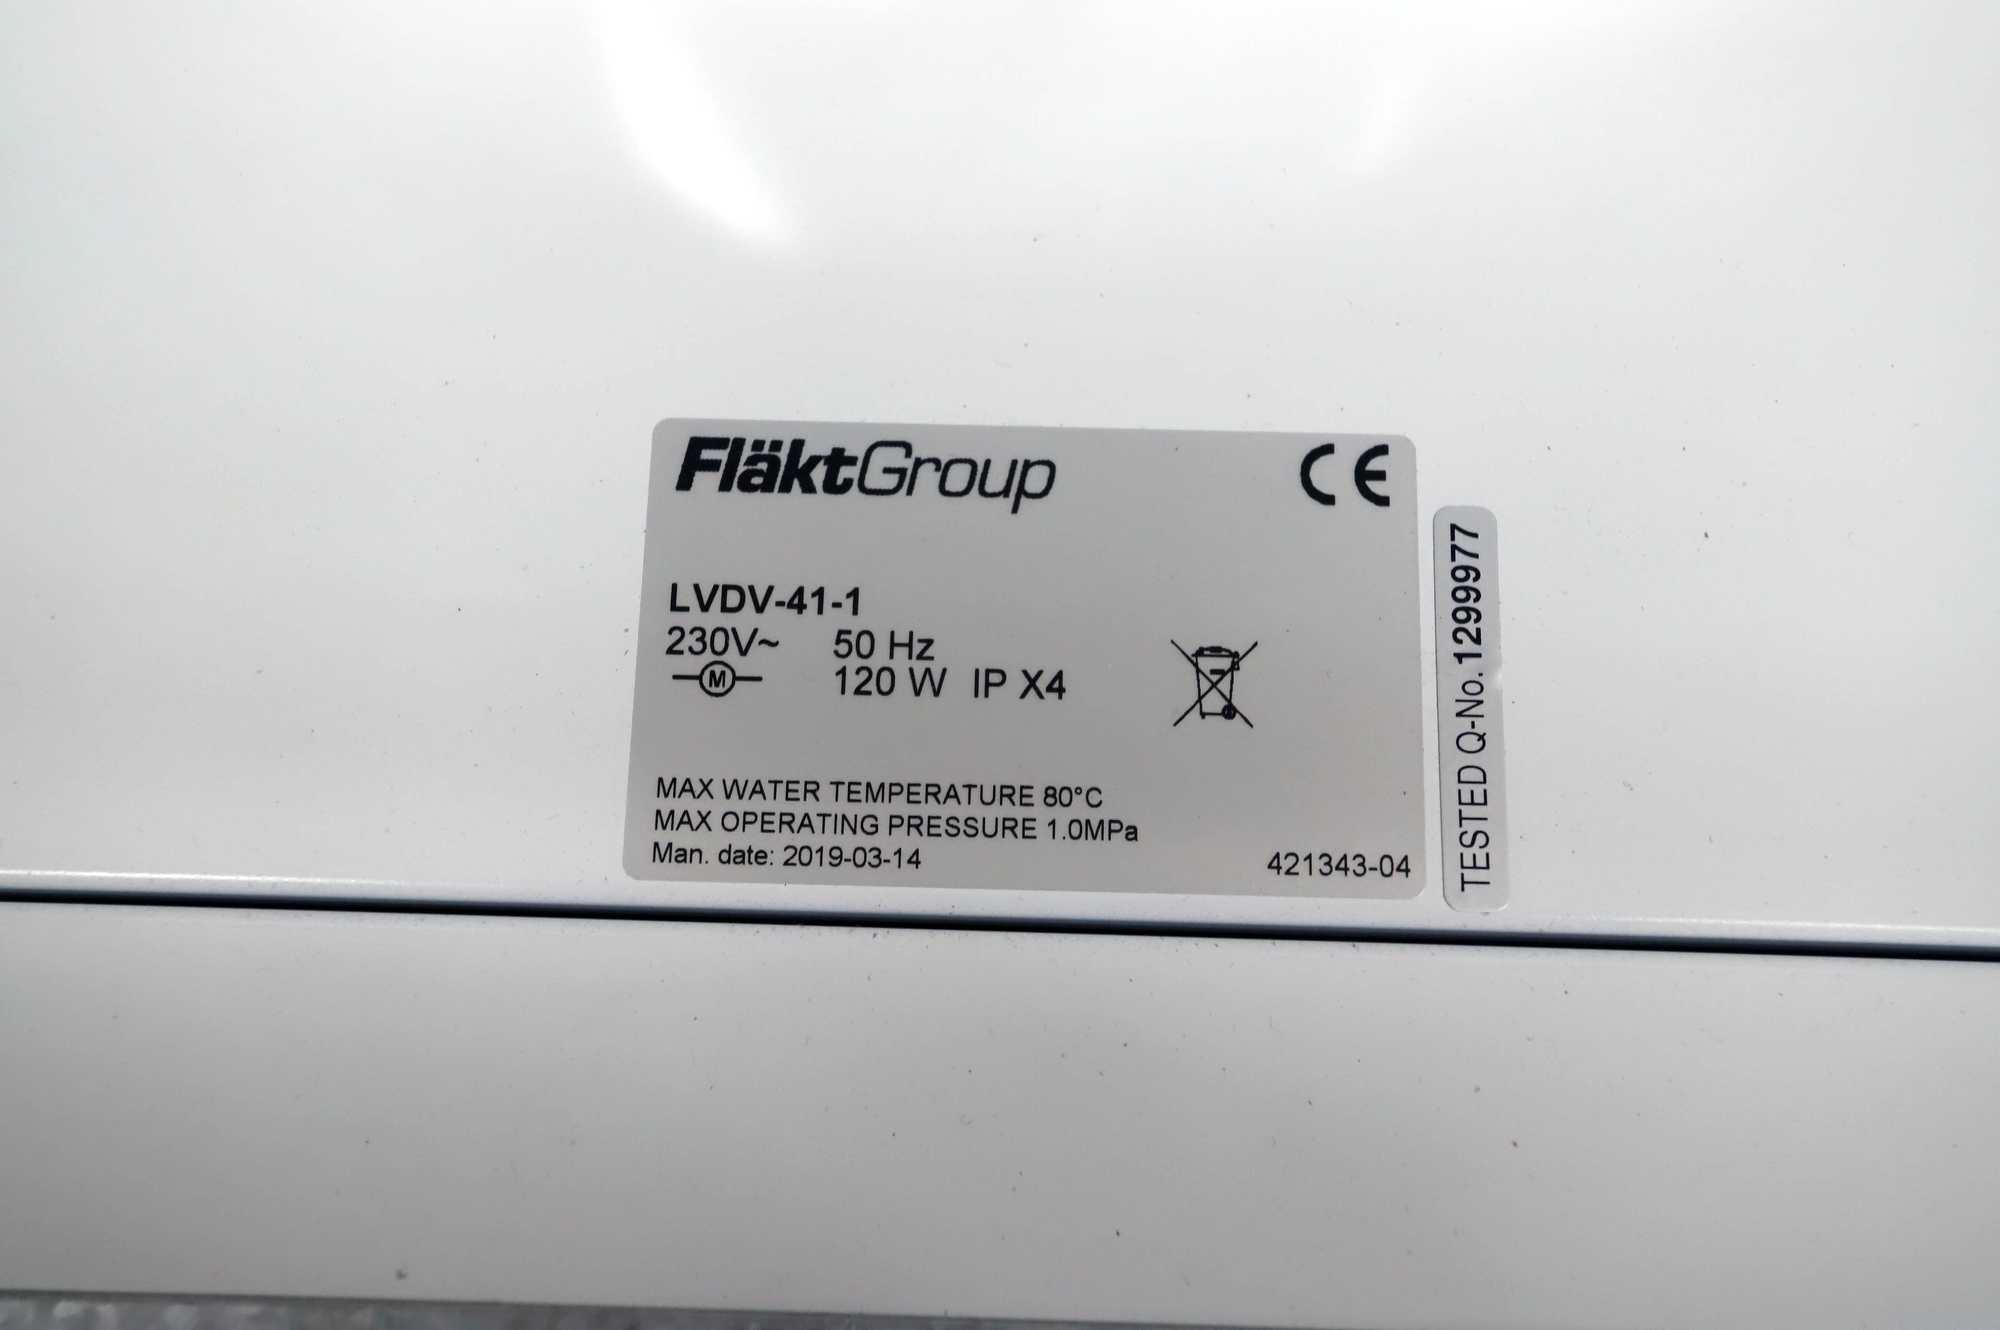 FläktGroup
CE
LVDV-41-1
230V~ 50 Hz
M 120 W IP X4
MAX WATER TEMPERATURE 80°C
MAX OPERATING PRESSURE 1.0MPa
Man. date: 2019-03-14
421343-04
TESTED Q-No. 1299977